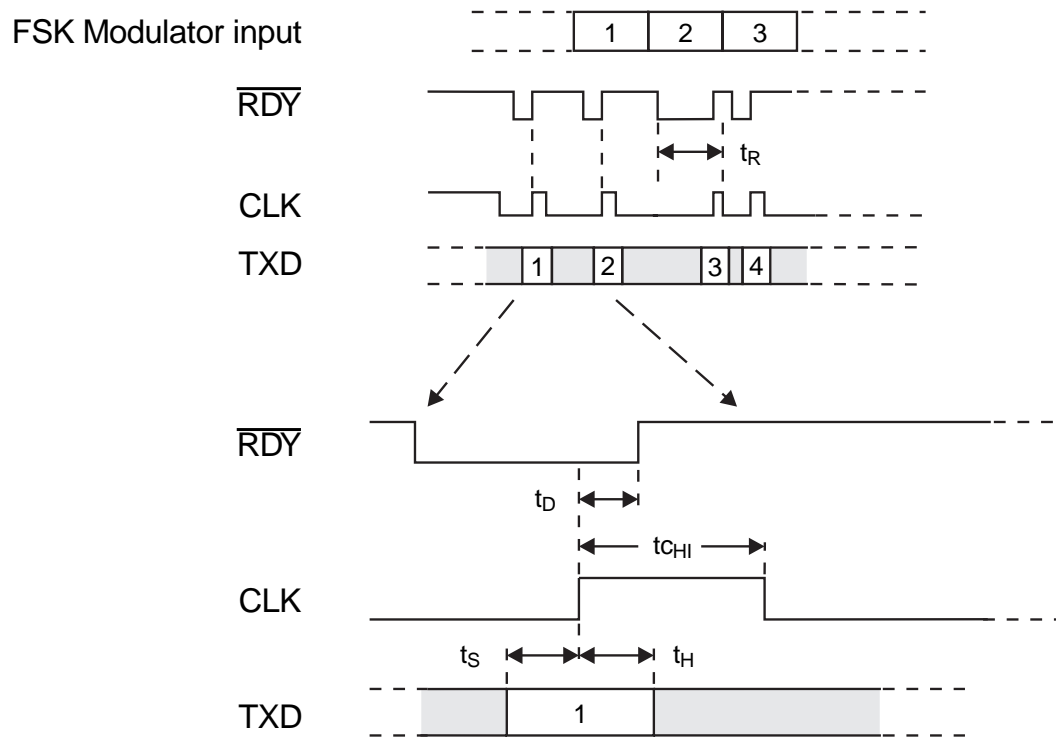 FSK Modulator input 1 2 3
RDY
tR
CLK
TXD 1 2 3 4
RDY
tD
tcHI
CLK
tS tH
TXD 1